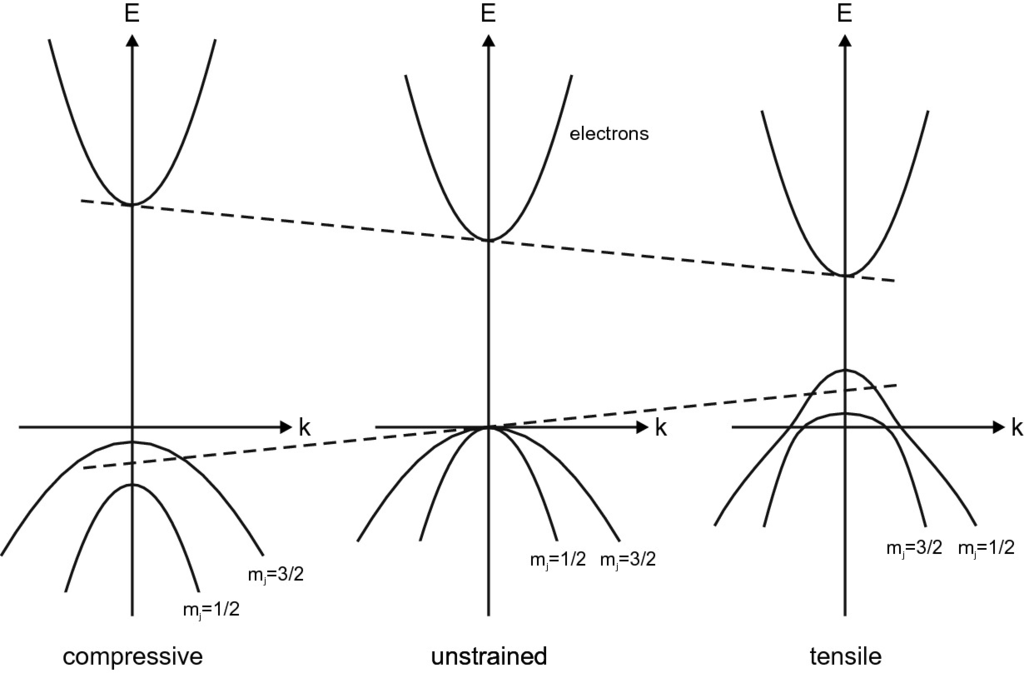 E
E
E
electrons
k
k
k
mj=3/2
mj=1/2
mj=1/2
mj=3/2
mj=3/2
mj=1/2
compressive
unstrained
tensile